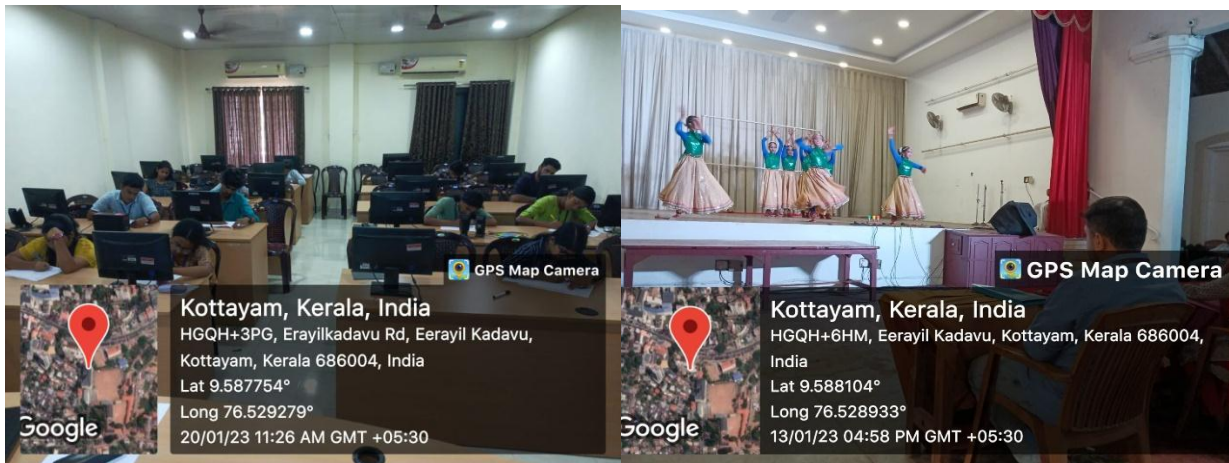 GPS Map Camera
Kottayam, Kerala, India
HGQH+3PG, Erayilkadavu Rd, Eerayil Kadavu,
Kottayam, Kerala 686004, India
Lat 9.587754°
Long 76.529279°
20/01/23 11:26 AM GMT +05:30
Google
GPS Map Camera
Kottayam, Kerala, India
HGQH+6HM, Eerayil Kadavu, Kottayam, Kerala 686004,
India
Lat 9.588104°
Long 76.528933°
13/01/23 04:58 PM GMT +05:30
Google